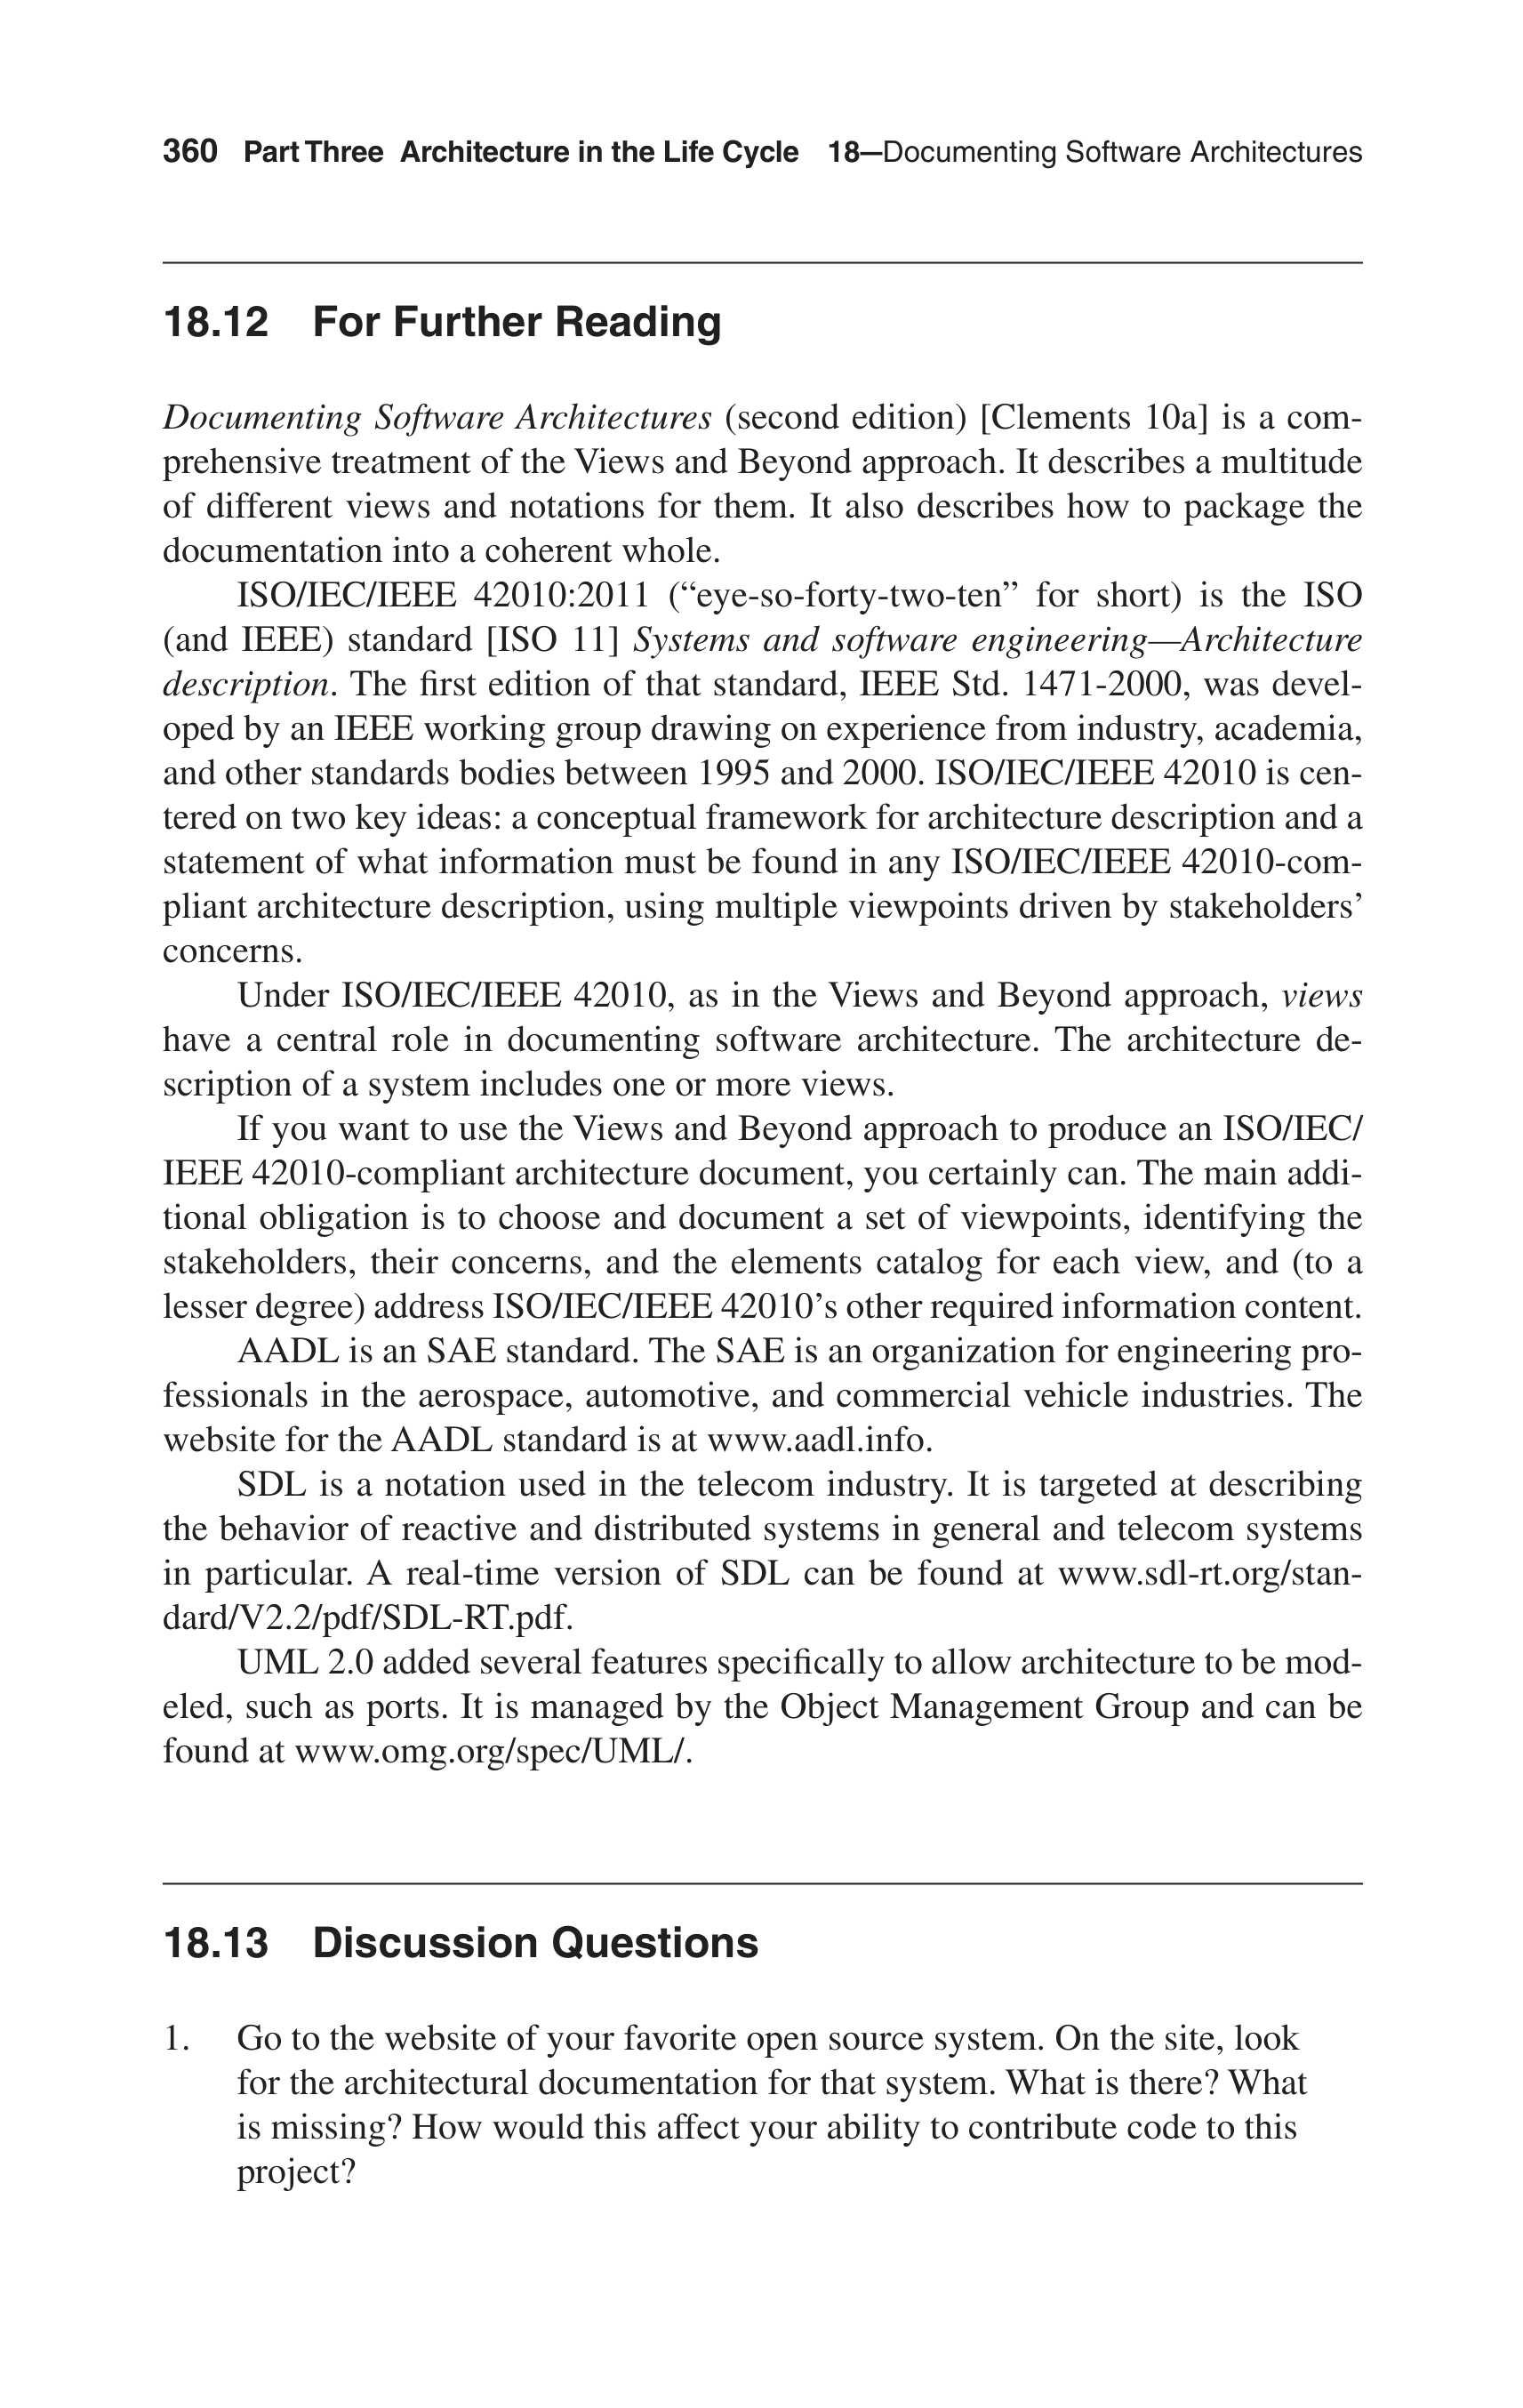 360 Part Three Architecture in the Life Cycle 18—Documenting Software Architectures
18.12 For Further Reading
Documenting Software Architectures (second edition) [Clements 10a] is a com-
prehensive treatment of the Views and Beyond approach. It describes a multitude
of different views and notations for them. It also describes how to package the
documentation into a coherent whole.
ISO/IEC/IEEE 42010:2011 (“eye-so-forty-two-ten” for short) is the ISO
(and IEEE) standard [ISO 11] Systems and software engineering—Architecture
description. The first edition of that standard, IEEE Std. 1471-2000, was devel-
oped by an IEEE working group drawing on experience from industry, academia,
and other standards bodies between 1995 and 2000. ISO/IEC/IEEE 42010 is cen-
tered on two key ideas: a conceptual framework for architecture description and a
statement of what information must be found in any ISO/IEC/IEEE 42010-com-
pliant architecture description, using multiple viewpoints driven by stakeholders’
concerns.
Under ISO/IEC/IEEE 42010, as in the Views and Beyond approach, views
have a central role in documenting software architecture. The architecture de-
scription of a system includes one or more views.
If you want to use the Views and Beyond approach to produce an ISO/IEC/
IEEE 42010-compliant architecture document, you certainly can. The main addi-
tional obligation is to choose and document a set of viewpoints, identifying the
stakeholders, their concerns, and the elements catalog for each view, and (to a
lesser degree) address ISO/IEC/IEEE 42010’s other required information content.
AADL is an SAE standard. The SAE is an organization for engineering pro-
fessionals in the aerospace, automotive, and commercial vehicle industries. The
website for the AADL standard is at www.aadl.info.
SDL is a notation used in the telecom industry. It is targeted at describing
the behavior of reactive and distributed systems in general and telecom systems
in particular. A real-time version of SDL can be found at www.sdl-rt.org/stan-
dard/V2.2/pdf/SDL-RT.pdf.
UML 2.0 added several features specifically to allow architecture to be mod-
eled, such as ports. It is managed by the Object Management Group and can be
found at www.omg.org/spec/UML/.
18.13 Discussion Questions
1. Go to the website of your favorite open source system. On the site, look
for the architectural documentation for that system. What is there? What
is missing? How would this affect your ability to contribute code to this
project?